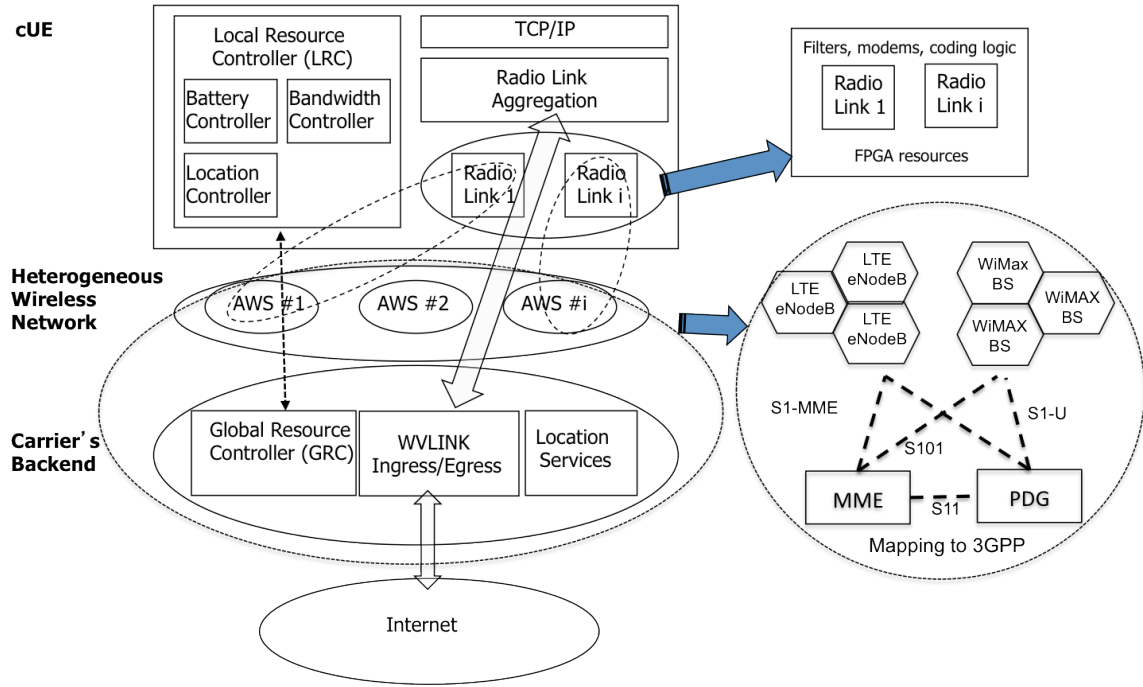 cUE
Local Resource
Controller (LRC)
Battery
Controller
Bandwidth
Controller
Location
Controller
TCP/IP
Radio Link
Aggregation
Radio
Link 1
Radio
Link i
Filters, modems, coding logic
Radio
Link 1
Radio
Link i
FPGA resources
Heterogeneous
Wireless
Network
AWS #1
AWS #2
AWS #i
LTE
eNodeB
LTE
eNodeB
LTE
eNodeB
WiMax
BS
WiMAX
BS
WiMAX
BS
S1-MME
S1-U
S101
MME
S11
PDG
Mapping to 3GPP
Carrier's
Backend
Global Resource
Controller (GRC)
WVLINK
Ingress/Egress
Location
Services
Internet